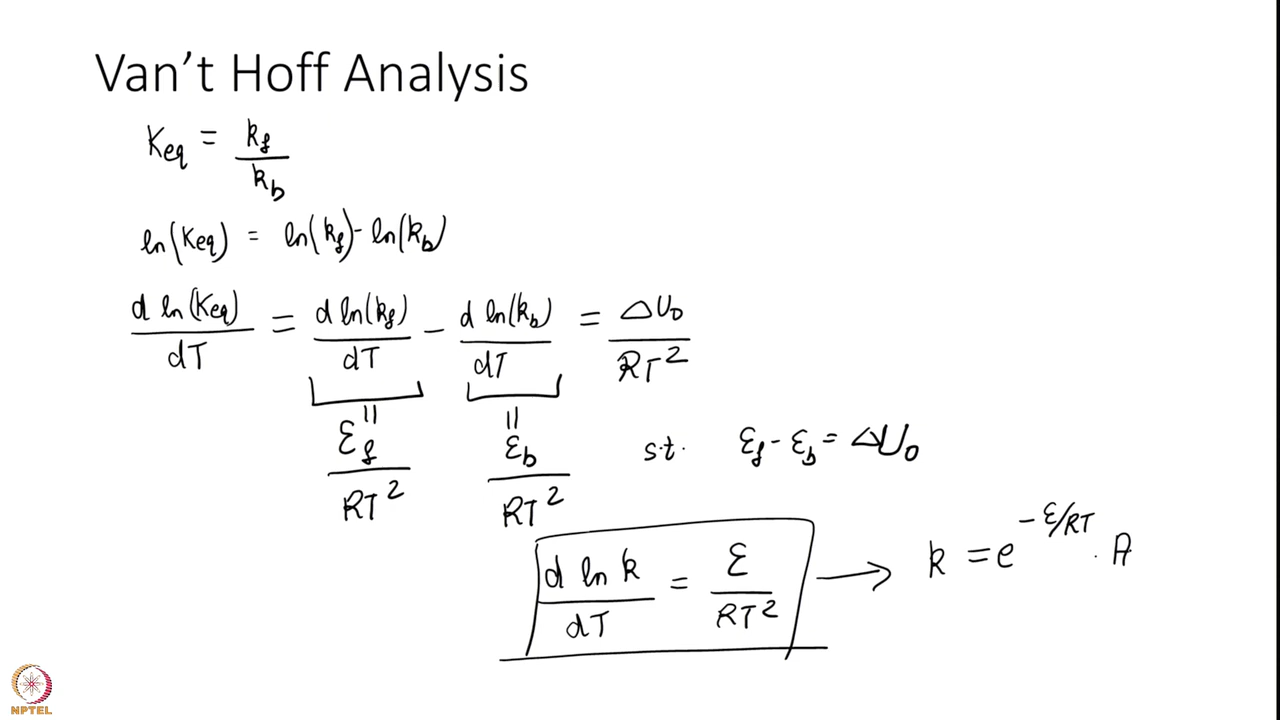 Van't Hoff Analysis
Keq = kf / kb
ln(Keq) = ln(kf) - ln(kb)
d ln(Keq) / dT = d ln(kf) / dT - d ln(kb) / dT = ΔU₀ / RT²
εf / RT² = εb / RT² s.t. εf - εb = ΔU₀
d ln k / dT = ε / RT² → k = e^(-ε/RT) . A
NPTEL